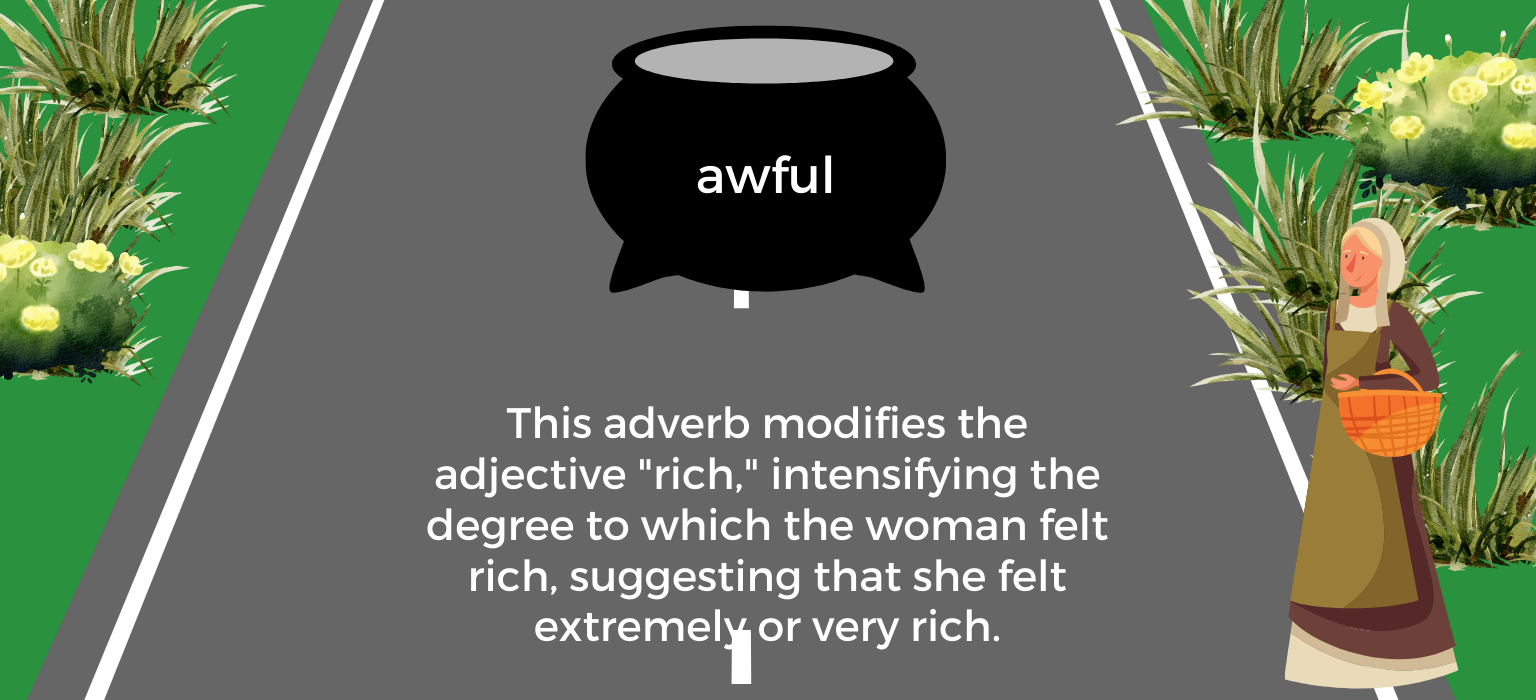 awful
This adverb modifies the
adjective "rich," intensifying the
degree to which the woman felt
rich, suggesting that she felt
extremely or very rich.